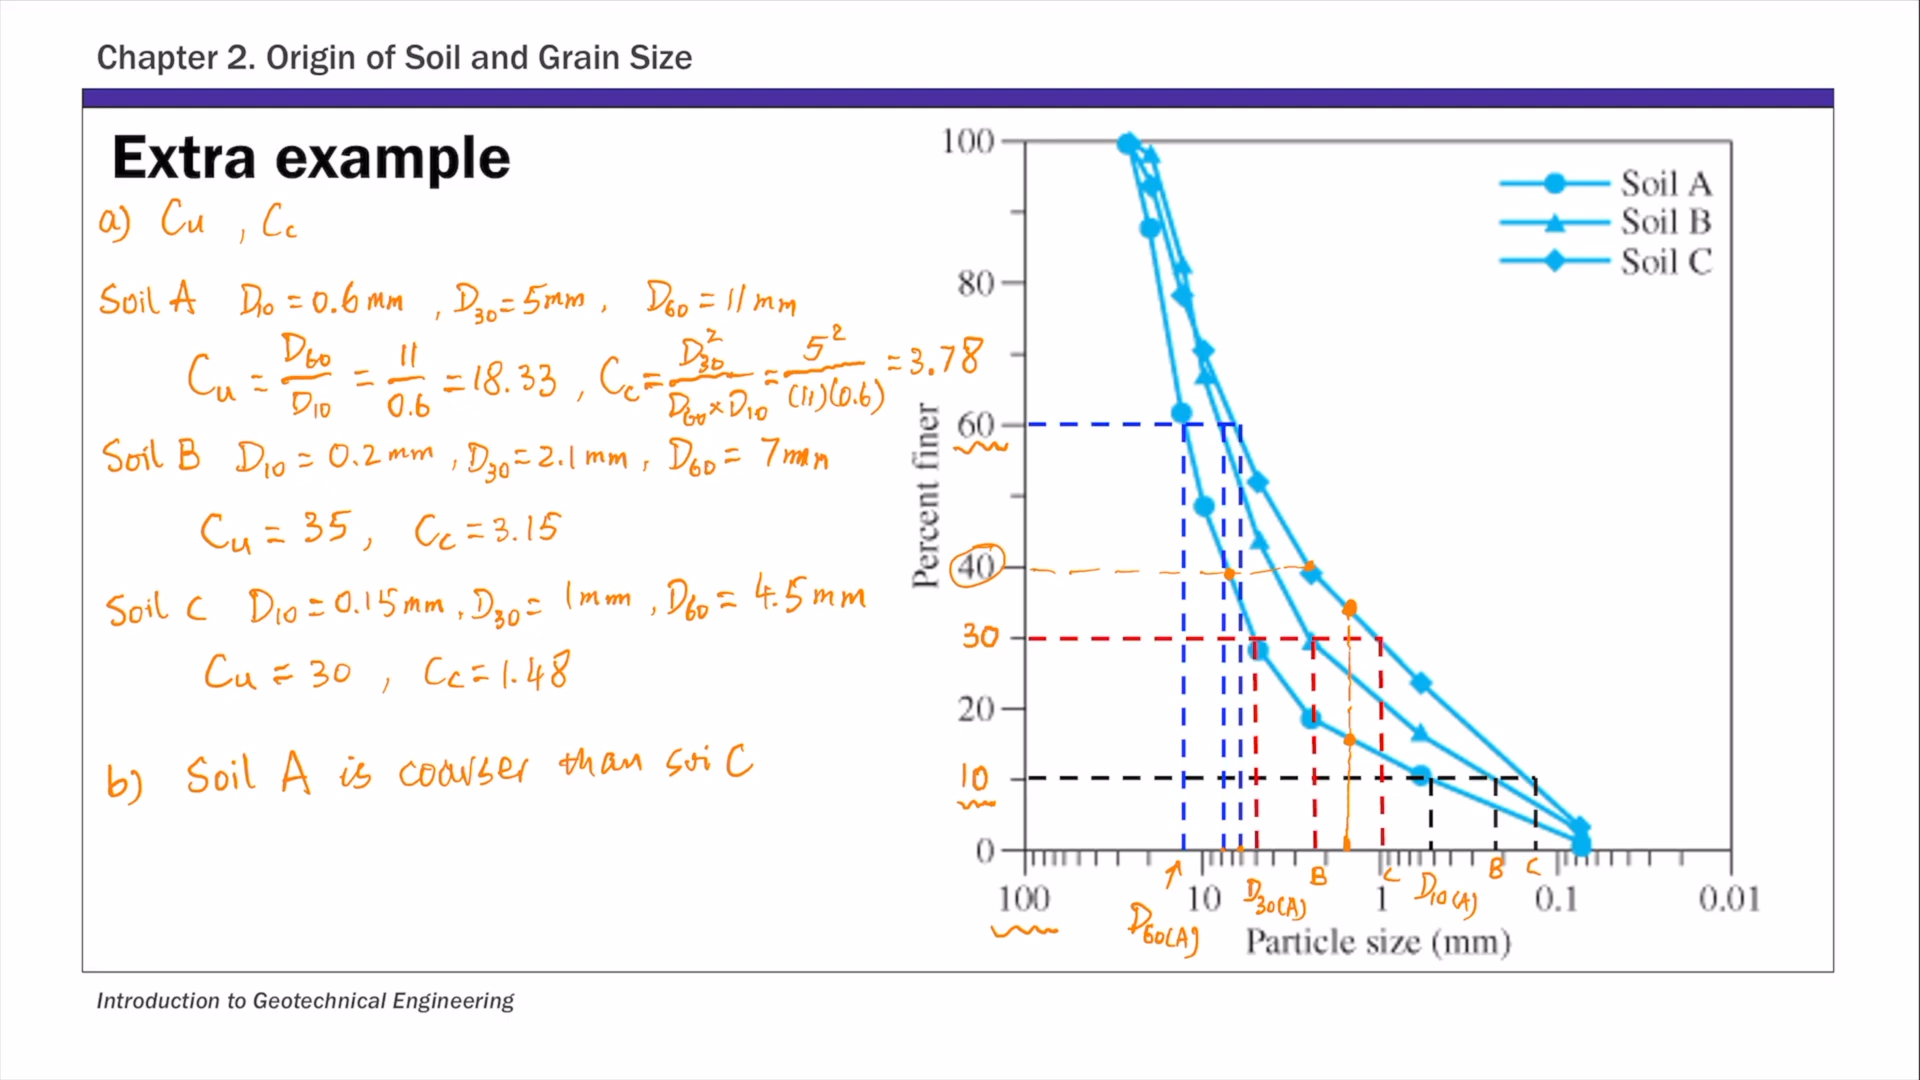 Chapter 2. Origin of Soil and Grain Size
Extra example
a) Cu , Cc
Soil A D10 = 0.6 mm , D30 = 5mm , D60 = 11 mm
Cu = D60/D10 = 11/0.6 = 18.33 , Cc = D30²/(D60 × D10) = 5²/((11)(0.6)) = 3.78
Soil B D10 = 0.2 mm , D30 = 2.1 mm , D60 = 7 mm
Cu = 35 , Cc = 3.15
Soil C D10 = 0.15 mm , D30 = 1 mm , D60 = 4.5 mm
Cu = 30 , Cc = 1.48
b) Soil A is coarser than soi C
Soil A
Soil B
Soil C
Percent finer
100
80
60
40
30
20
10
0
B C D10(A) B C
D30(A)
D60(A)
100 10 1 0.1 0.01
Particle size (mm)
Introduction to Geotechnical Engineering